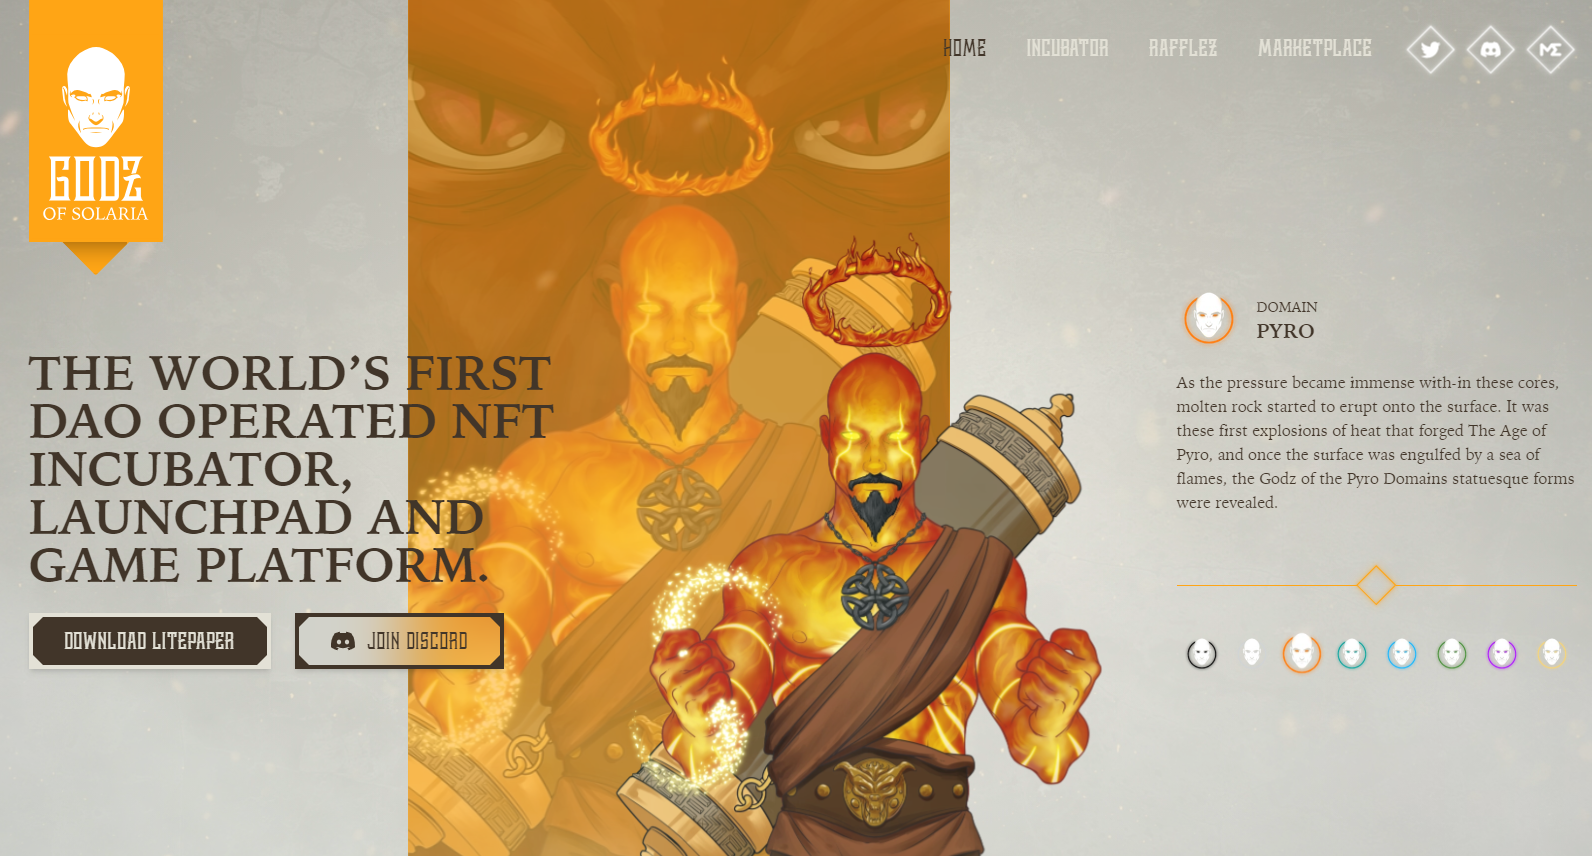 GODZ
OF SOLARIA
HOME
INCUBATOR
RAFFLEZ
MARKETPLACE
ME
THE WORLD’S FIRST
DAO OPERATED NFT
INCUBATOR,
LAUNCHPAD AND
GAME PLATFORM.
DOWNLOAD LITEPAPER
JOIN DISCORD
DOMAIN
PYRO
As the pressure became immense with-in these cores,
molten rock started to erupt onto the surface. It was
these first explosions of heat that forged The Age of
Pyro, and once the surface was engulfed by a sea of
flames, the Godz of the Pyro Domains statuesque forms
were revealed.